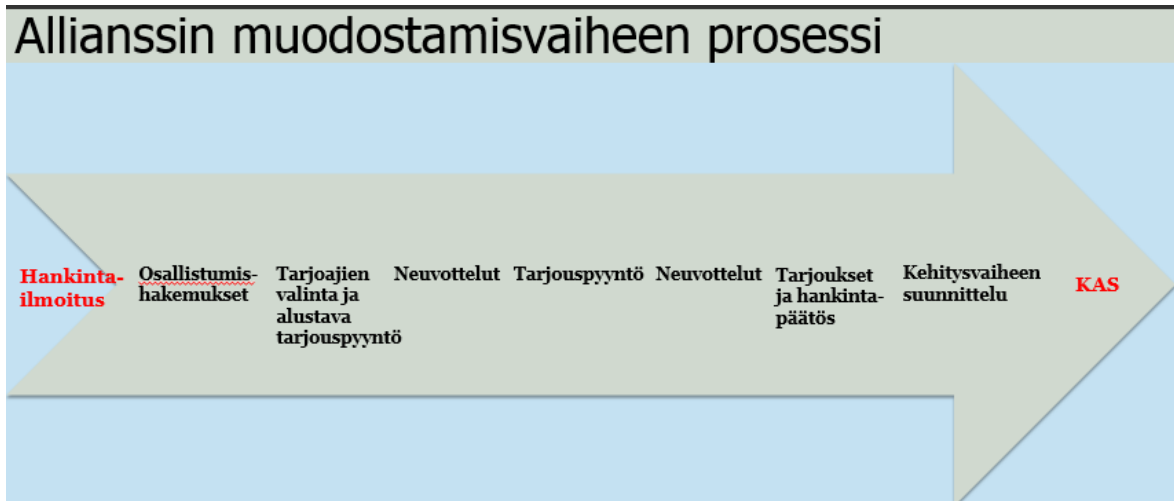 Allianssin muodostamisvaiheen prosessi
Hankinta-
ilmoitus
Osallistumis-
hakemukset
Tarjoajien
valinta ja
alustava
tarjouspyyntö
Neuvottelut
Tarjouspyyntö
Neuvottelut
Tarjoukset
ja hankinta-
päätös
Kehitysvaiheen
suunnittelu
KAS